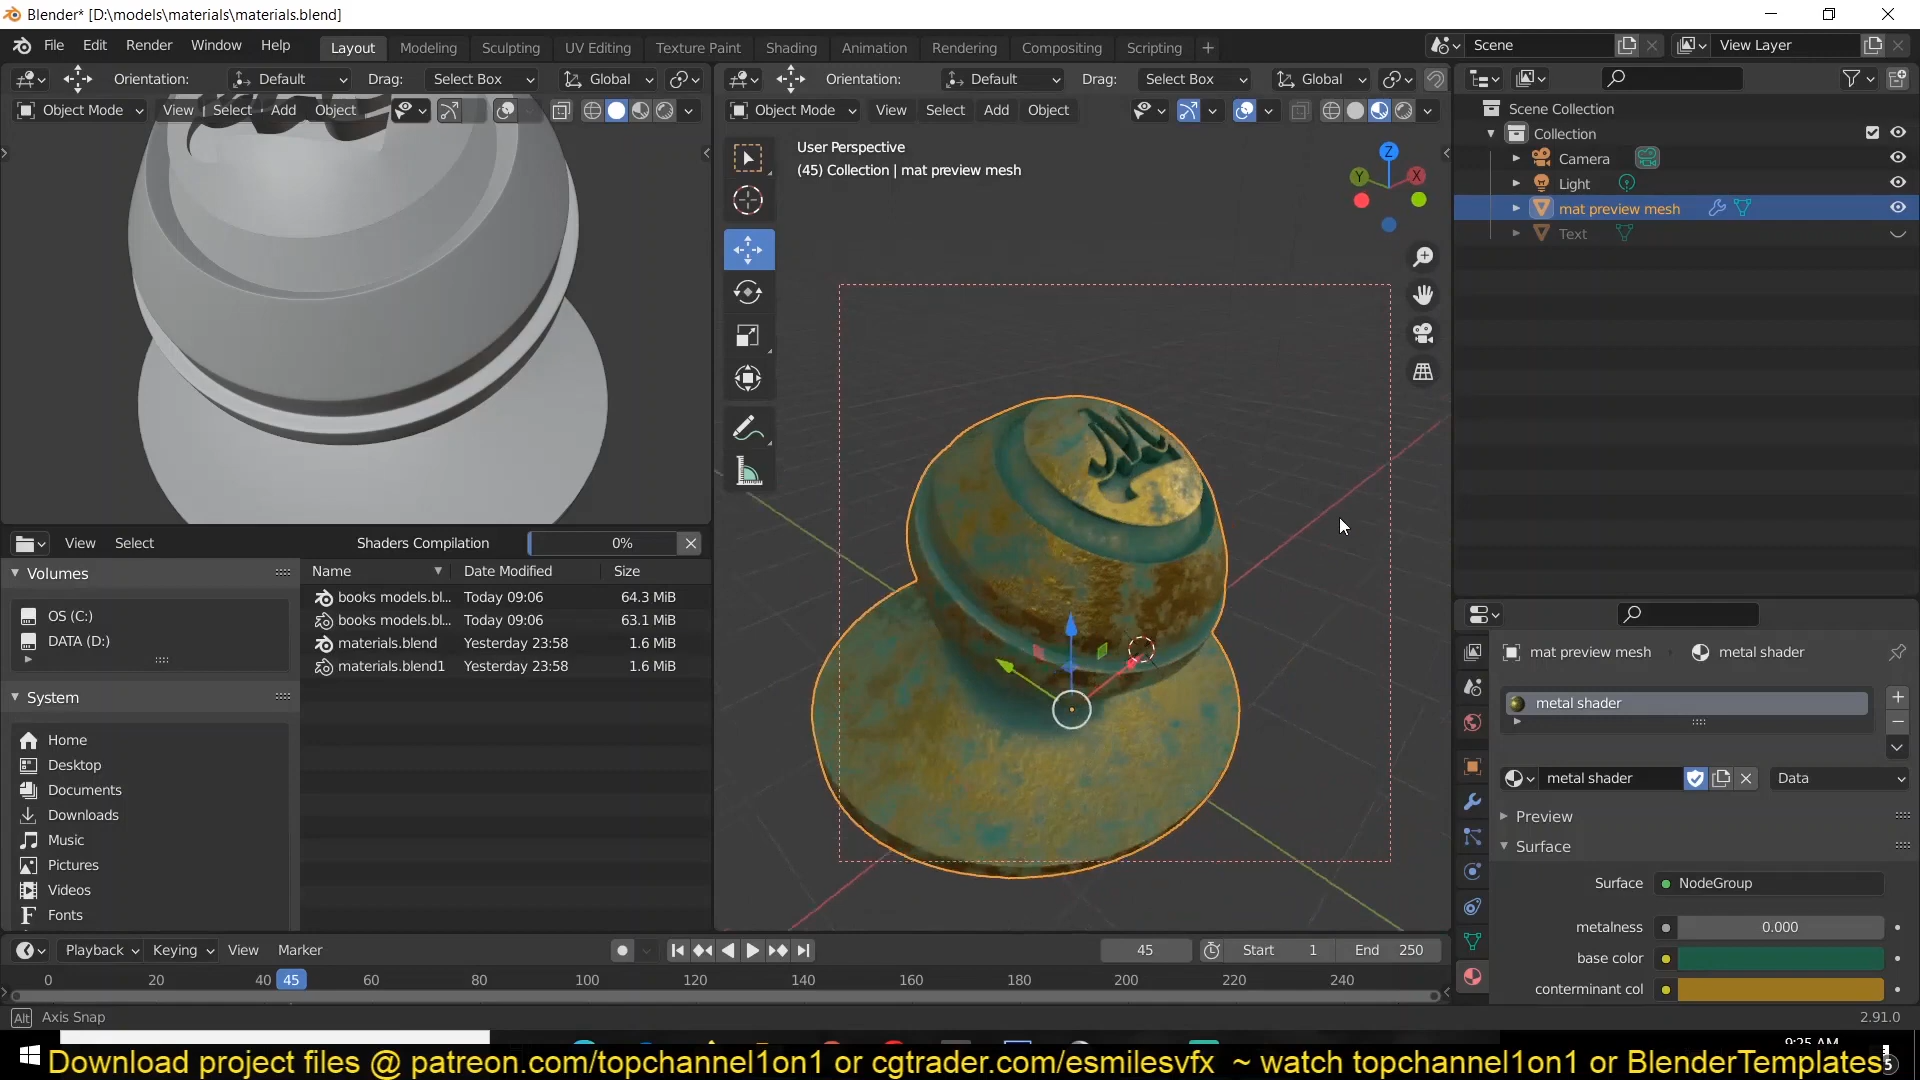 Blender* [D:\models\materials\materials.blend]
File Edit Render Window Help Layout Modeling Sculpting UV Editing Texture Paint Shading Animation Rendering Compositing Scripting + Scene View Layer
Orientation: Default Drag: Select Box Global
Object Mode View Select Add Object
Orientation: Default Drag: Select Box Global
Object Mode View Select Add Object
User Perspective
(45) Collection | mat preview mesh
Z
Y
X
M
Scene Collection
Collection
Camera
Light
mat preview mesh
Text
View Select Shaders Compilation 0%
Volumes
OS (C:)
DATA (D:)
System
Home
Desktop
Documents
Downloads
Music
Pictures
Videos
Fonts
Name Date Modified Size
books models.bl... Today 09:06 64.3 MiB
books models.bl... Today 09:06 63.1 MiB
materials.blend Yesterday 23:58 1.6 MiB
materials.blend1 Yesterday 23:58 1.6 MiB
mat preview mesh metal shader
metal shader
metal shader Data
Preview
Surface
Surface NodeGroup
metalness 0.000
base color
conterminant col
Playback Keying View Marker 45 Start 1 End 250
0 20 40 45 60 80 100 120 140 160 180 200 220 240
Alt Axis Snap 2.91.0
9:25 AM
Download project files @ patreon.com/topchannel1on1 or cgtrader.com/esmilesvfx ~ watch topchannel1on1 or BlenderTemplates